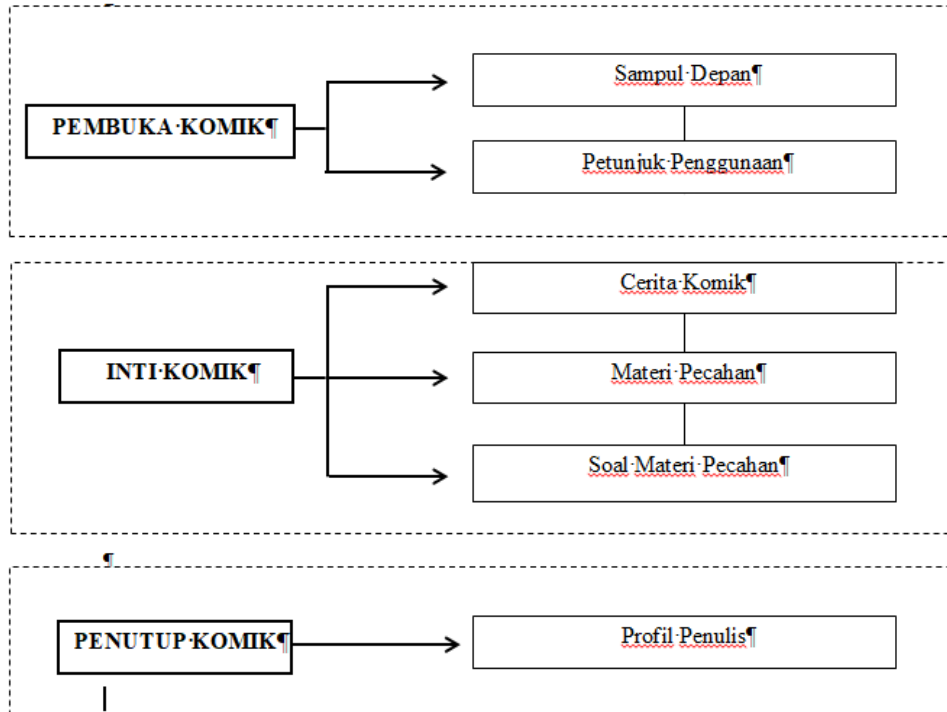 PEMBUKA KOMIK
Sampul Depan
Petunjuk Penggunaan
INTI KOMIK
Cerita Komik
Materi Pecahan
Soal Materi Pecahan
PENUTUP KOMIK
Profil Penulis